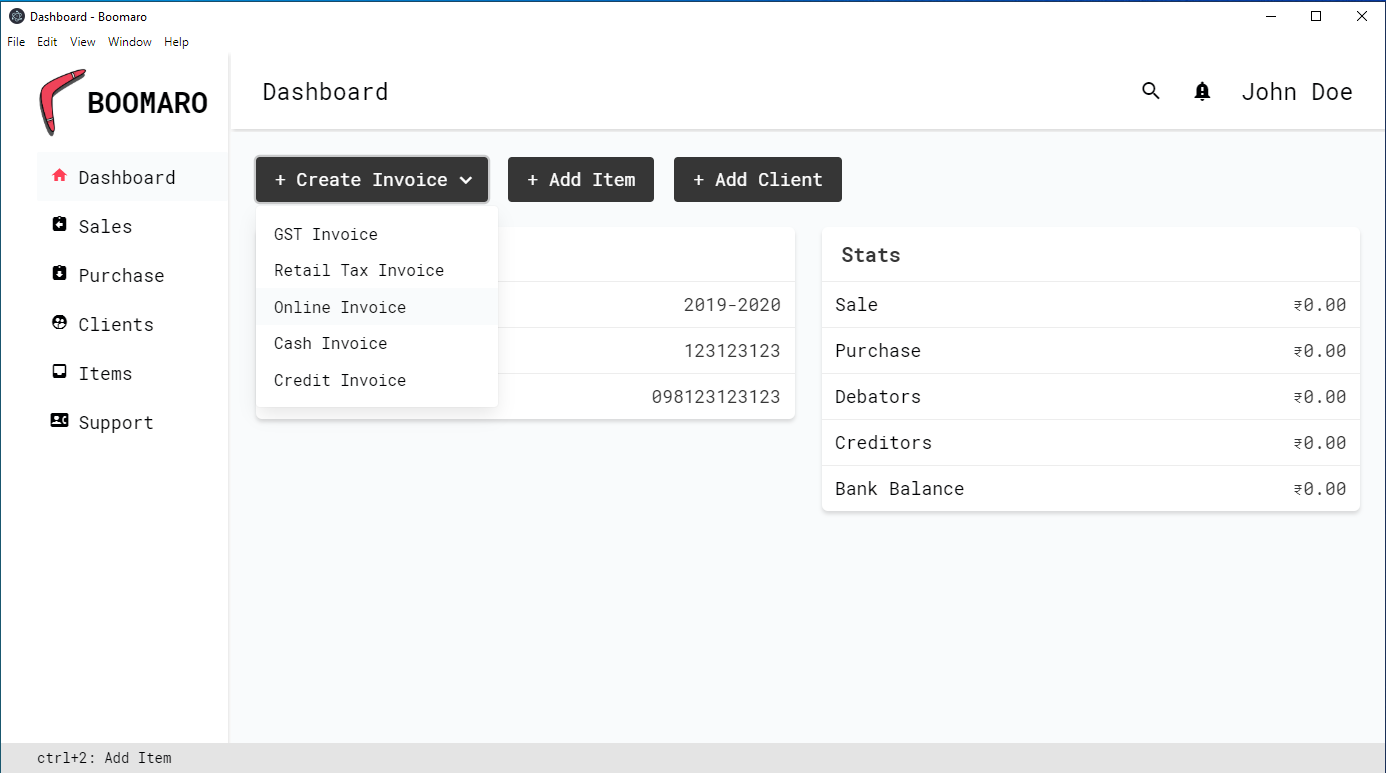 Dashboard - Boomaro
File Edit View Window Help
BOOMARO
Dashboard
Sales
Purchase
Clients
Items
Support
Dashboard
John Doe
+ Create Invoice
+ Add Item
+ Add Client
GST Invoice
Retail Tax Invoice
Online Invoice
Cash Invoice
Credit Invoice
2019-2020
123123123
098123123123
Stats
Sale ₹0.00
Purchase ₹0.00
Debators ₹0.00
Creditors ₹0.00
Bank Balance ₹0.00
ctrl+2: Add Item